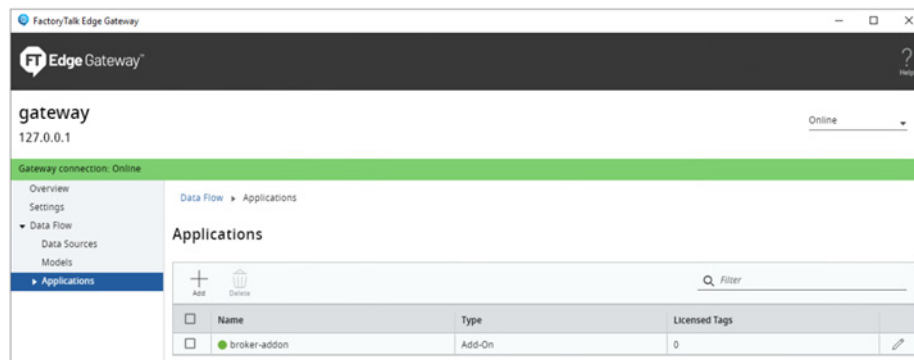 FactoryTalk Edge Gateway
FT Edge Gateway™
Help
gateway
127.0.0.1
Online
Gateway connection: Online
Overview
Settings
Data Flow
Data Sources
Models
Applications
Data Flow Applications
Applications
Add Delete Filter
Name Type Licensed Tags
broker-addon Add-On 0